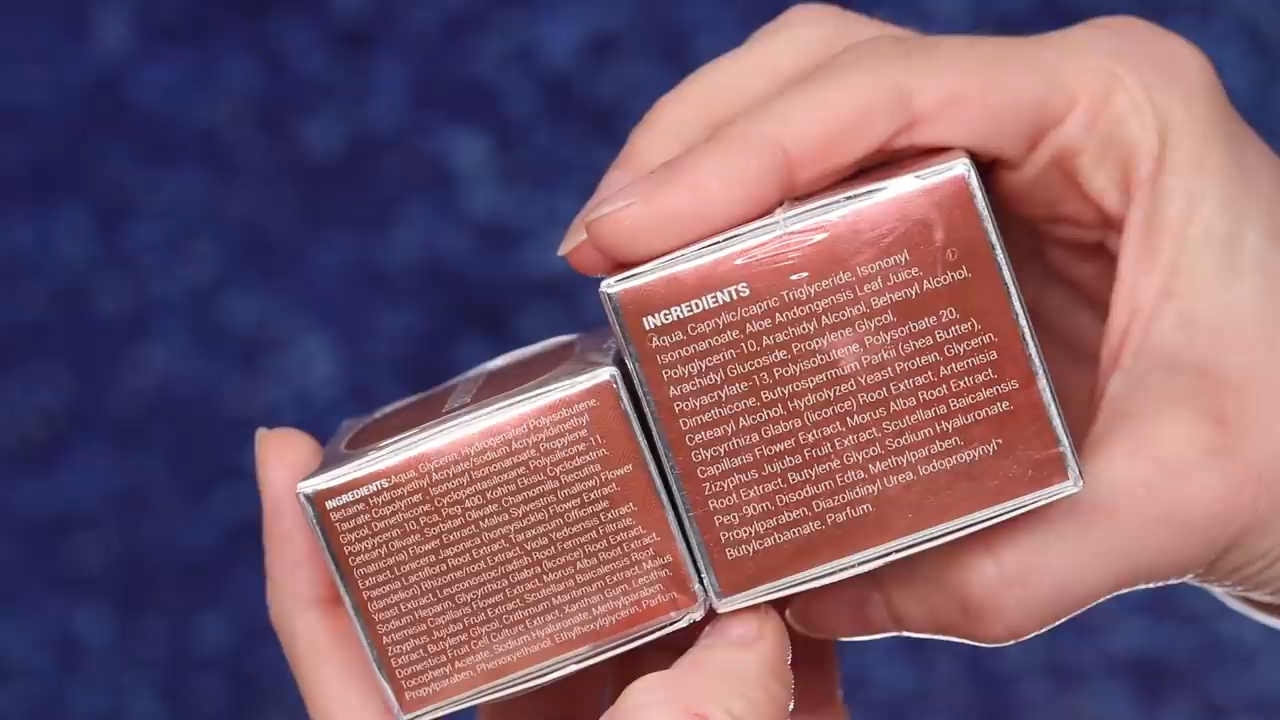 INGREDIENTS:Aqua, Glycerin, Hydrogenated Polyisobutene,
Betaine, Hydroxyethyl Acrylate/sodium Acryloyldimethyl
Taurate Copolymer , Isonyl Isononanoate, Propylene
Glycol, Dimethicone, Cyclopentasiloxane, Polysilicone-11,
Polyglycerin-10, Pca, Peg-400, Kohki Eksu, Cyclodextrin,
Cetearyl Olivate, Sorbitan Olivate, Chamomilla Recutita
(matricaria) Flower Extract, Malva Sylvestris (mallow) Flower
Extract, Lonicera Japonica (honeysuckle) Flower Extract,
Paeonia Lactiflora Root Extract, Taraxacum Officinale
(dandelion) Rhizome/root Extract, Viola Yedoensis Extract,
Yeast Extract, Leuconostoc/radish Root Ferment Filtrate,
Sodium Heparin, Glycyrrhiza Glabra (licorice) Root Extract,
Artemisia Capillaris Flower Extract, Morus Alba Root Extract,
Zizyphus Jujuba Fruit Extract, Scutellaria Baicalensis Root
Extract, Butylene Glycol, Crithmum Maritimum Extract, Malus
Domestica Fruit Cell Culture Extract, Xanthan Gum, Lecithin,
Tocopheryl Acetate, Sodium Hyaluronate, Methylparaben,
Propylparaben, Phenoxyethanol, Ethylhexylglycerin, Parfum
INGREDIENTS
Aqua, Caprylic/capric Triglyceride, Isononyl
Isononanoate, Aloe Andongensis Leaf Juice,
Polyglycerin-10, Arachidyl Alcohol, Behenyl Alcohol,
Arachidyl Glucoside, Propylene Glycol,
Polyacrylate-13, Polyisobutene, Polysorbate 20,
Dimethicone, Butyrospermum Parkii (shea Butter),
Cetearyl Alcohol, Hydrolyzed Yeast Protein, Glycerin,
Glycyrrhiza Glabra (licorice) Root Extract, Artemisia
Capillaris Flower Extract, Morus Alba Root Extract,
Zizyphus Jujuba Fruit Extract, Scutellaria Baicalensis
Root Extract, Butylene Glycol, Sodium Hyaluronate,
Peg-90m, Disodium Edta, Methylparaben,
Propylparaben, Diazolidinyl Urea, Iodopropynyl
Butylcarbamate, Parfum.